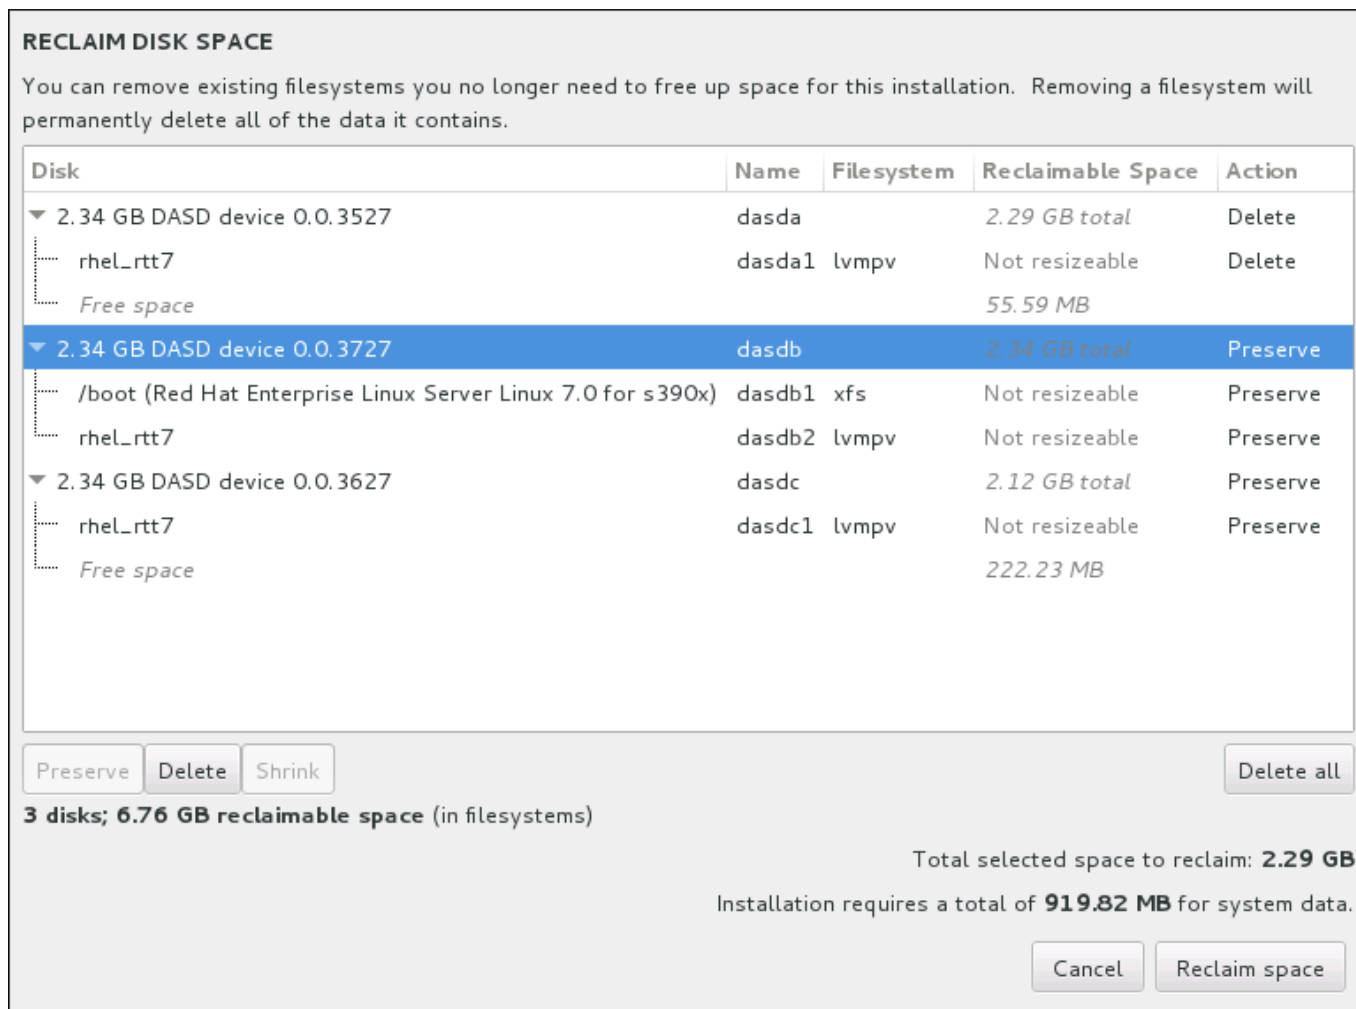 RECLAIM DISK SPACE
You can remove existing filesystems you no longer need to free up space for this installation. Removing a filesystem will
permanently delete all of the data it contains.
Disk Name Filesystem Reclaimable Space Action
2.34 GB DASD device 0.0.3527 dasda 2.29 GB total Delete
rhel_rtt7 dasda1 lvmpv Not resizeable Delete
Free space 55.59 MB
2.34 GB DASD device 0.0.3727 dasdb 2.34 GB total Preserve
/boot (Red Hat Enterprise Linux Server Linux 7.0 for s390x) dasdb1 xfs Not resizeable Preserve
rhel_rtt7 dasdb2 lvmpv Not resizeable Preserve
2.34 GB DASD device 0.0.3627 dasdc 2.12 GB total Preserve
rhel_rtt7 dasdc1 lvmpv Not resizeable Preserve
Free space 222.23 MB
Preserve Delete Shrink Delete all
3 disks; 6.76 GB reclaimable space (in filesystems)
Total selected space to reclaim: 2.29 GB
Installation requires a total of 919.82 MB for system data.
Cancel Reclaim space